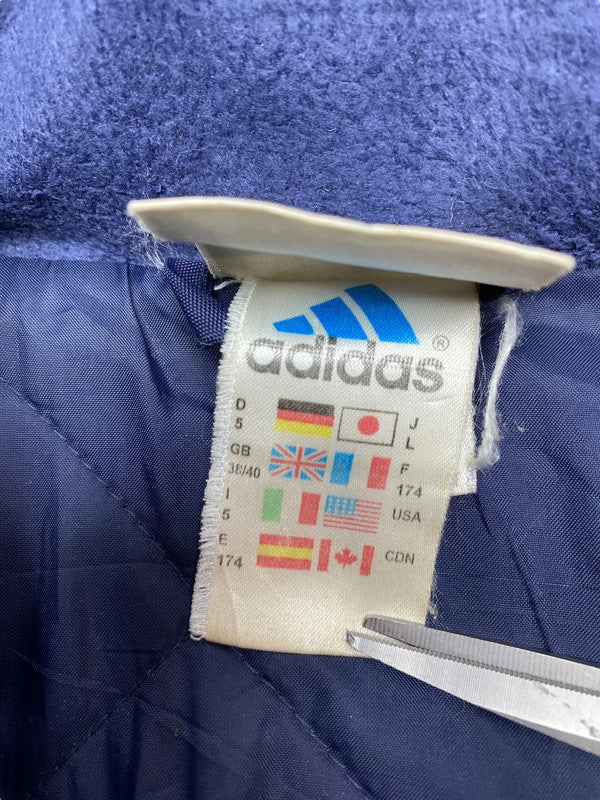 adidas®
D J
5 L
GB F
38/40 174
I USA
5
E CDN
174